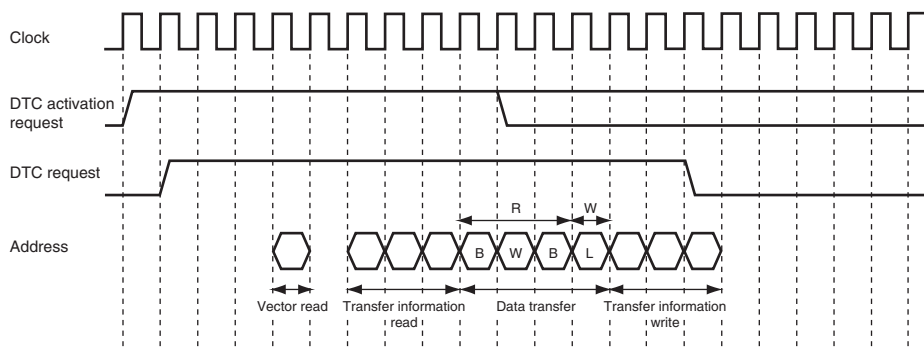 Clock
DTC activation
request
DTC request
R W
Address
B W B L
Vector read Transfer information
read Data transfer Transfer information
write